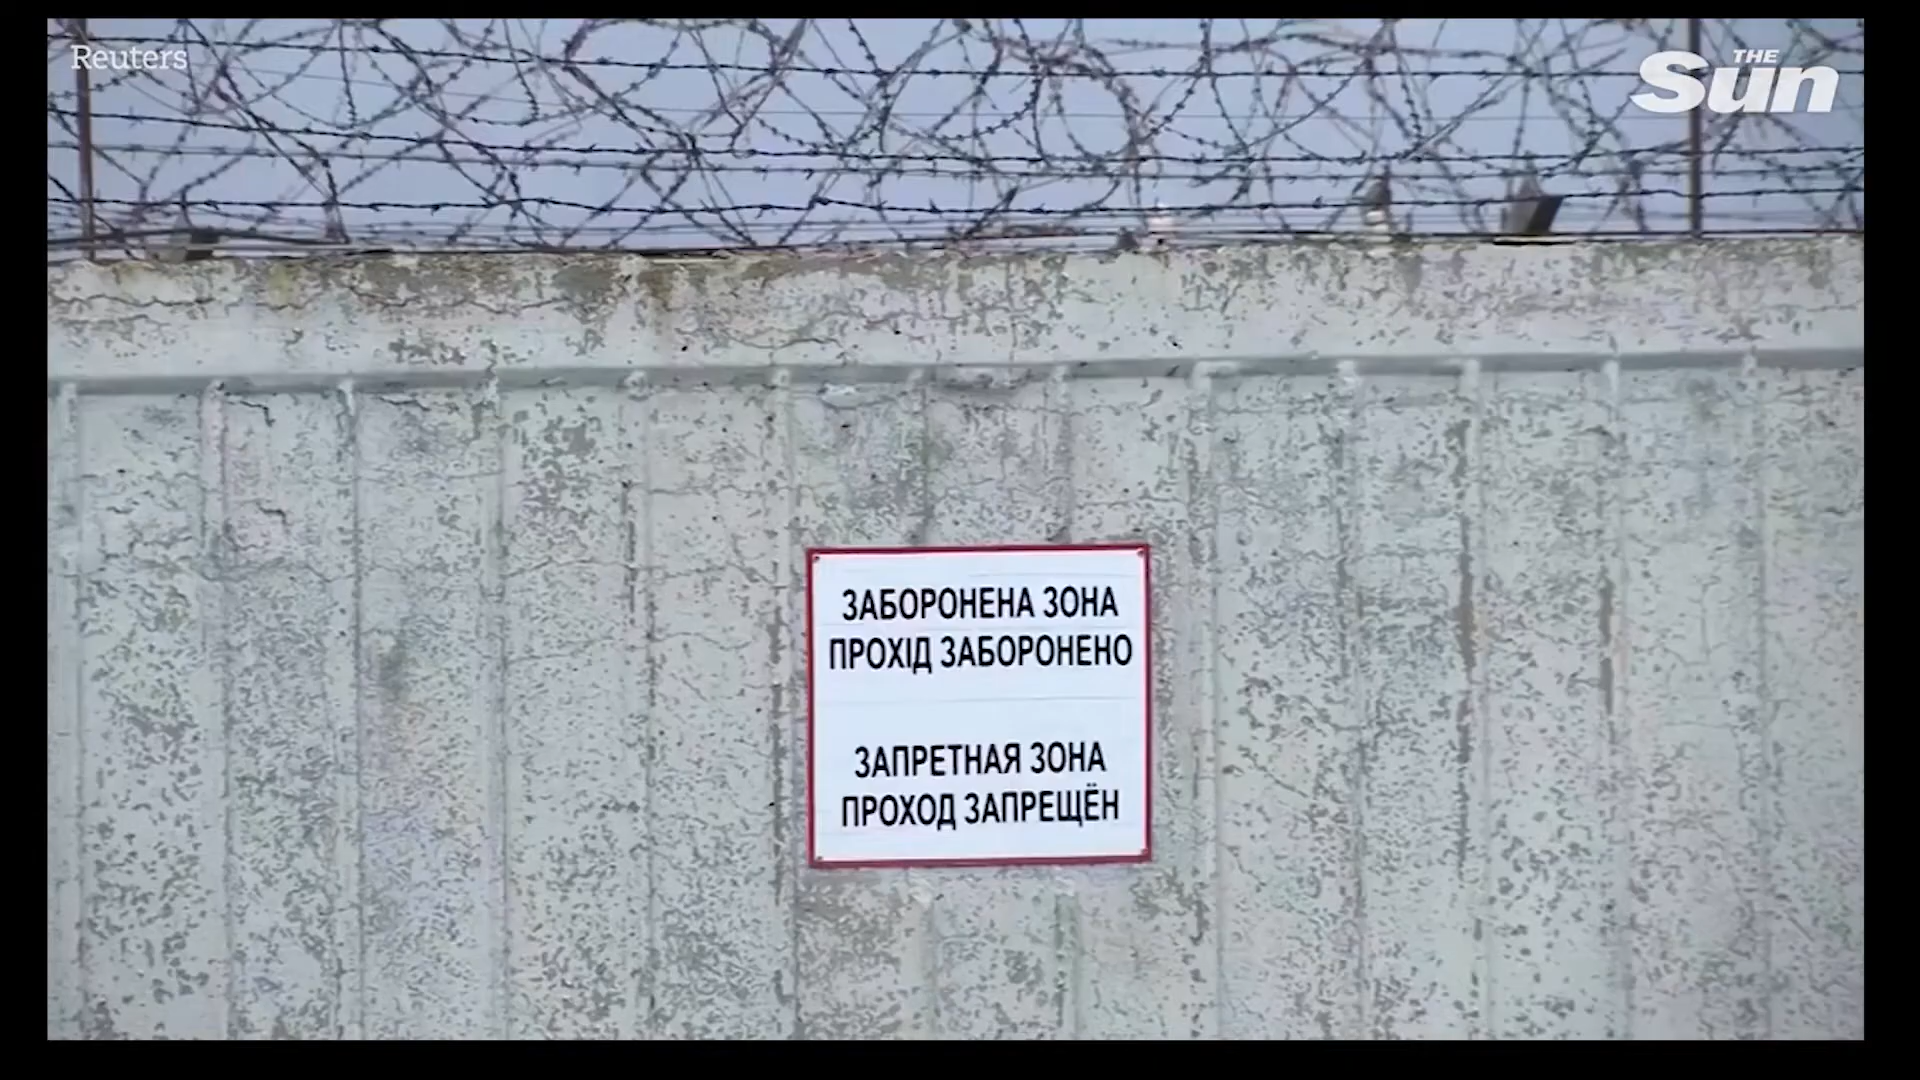 Reuters
THE
Sun
ЗАБОРОНЕНА ЗОНА
ПРОХІД ЗАБОРОНЕНО
ЗАПРЕТНАЯ ЗОНА
ПРОХОД ЗАПРЕЩЁН